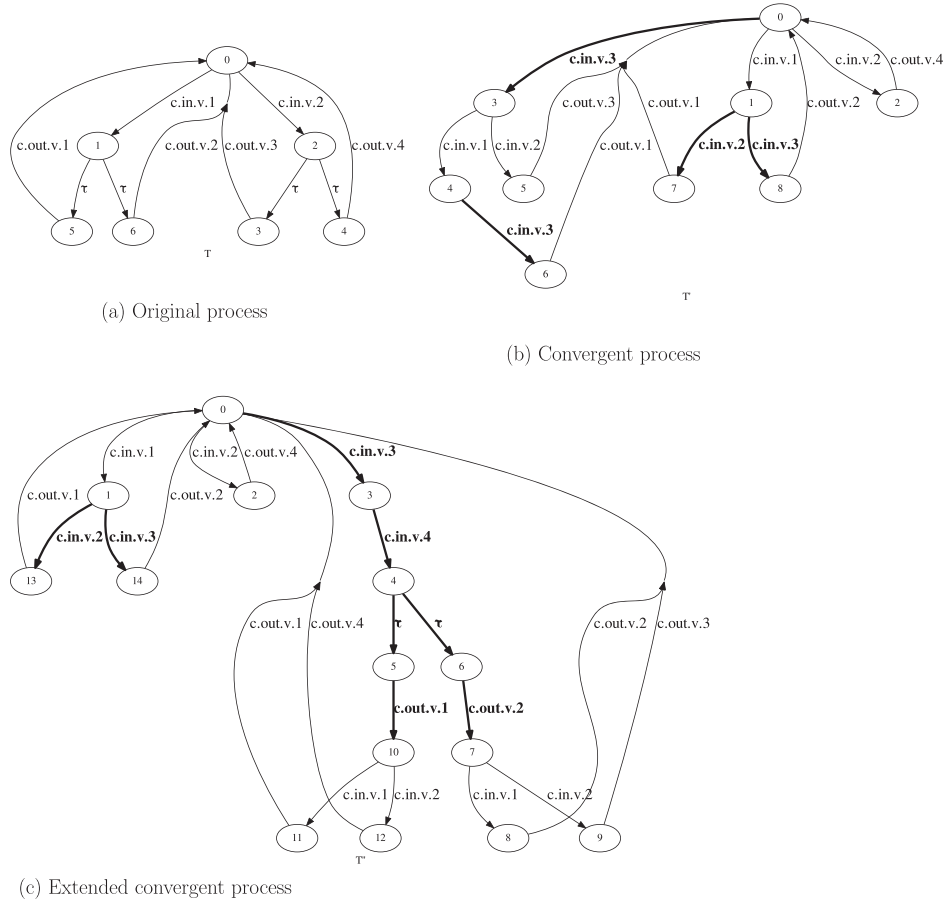 0
c.in.v.1
c.in.v.2
1
2
c.out.v.1
τ
τ
c.out.v.2
c.out.v.3
τ
τ
c.out.v.4
5
6
3
4
T
(a) Original process
0
c.in.v.3
c.in.v.1
c.in.v.2
c.out.v.4
3
1
2
c.out.v.3
c.out.v.1
c.out.v.2
c.in.v.1
c.in.v.2
c.out.v.1
c.in.v.2
c.in.v.3
4
5
7
8
c.in.v.3
6
T'
(b) Convergent process
0
c.in.v.1
c.in.v.2
c.out.v.4
c.in.v.3
c.out.v.1
1
c.out.v.2
2
3
c.in.v.2
c.in.v.3
c.in.v.4
13
14
4
c.out.v.1
c.out.v.4
τ
τ
c.out.v.2
c.out.v.3
5
6
c.out.v.1
c.out.v.2
10
7
c.in.v.1
c.in.v.2
c.in.v.1
c.in.v.2
11
12
8
9
T''
(c) Extended convergent process